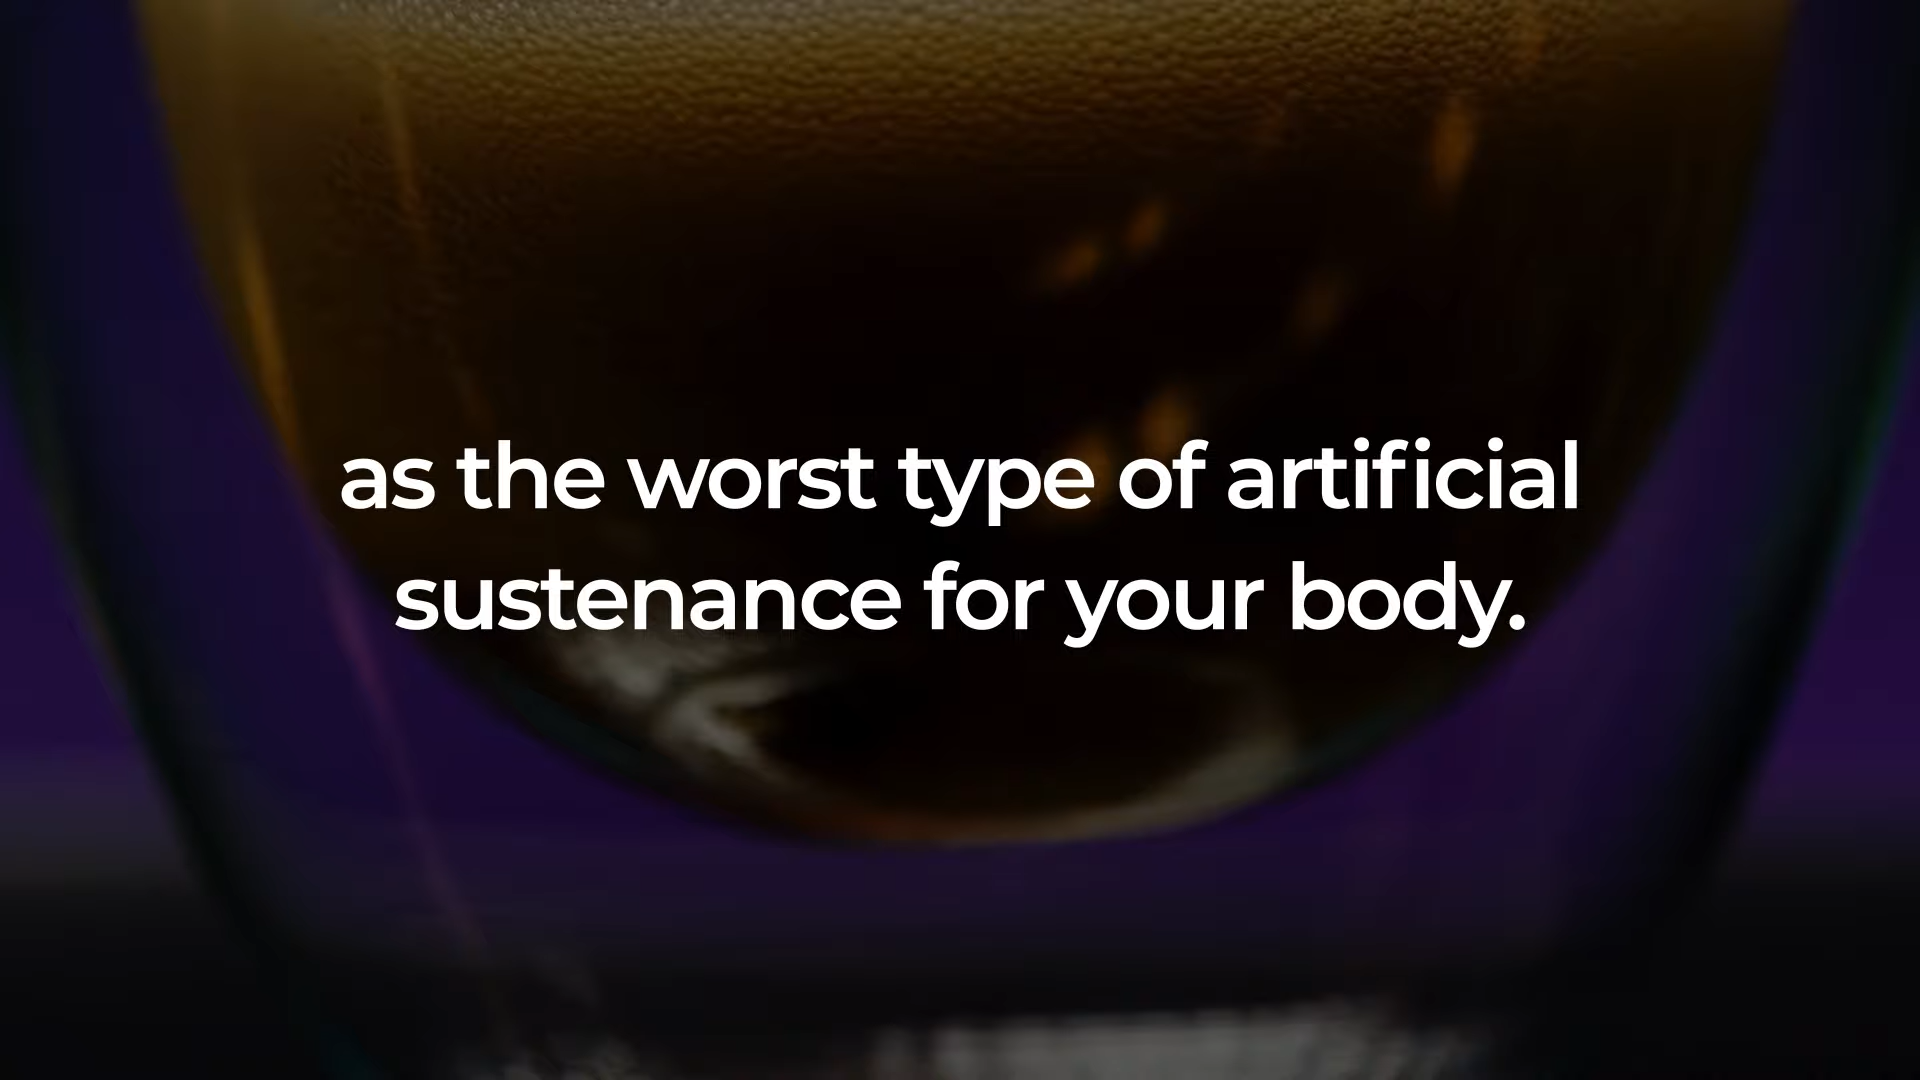 as the worst type of artificial
sustenance for your body.